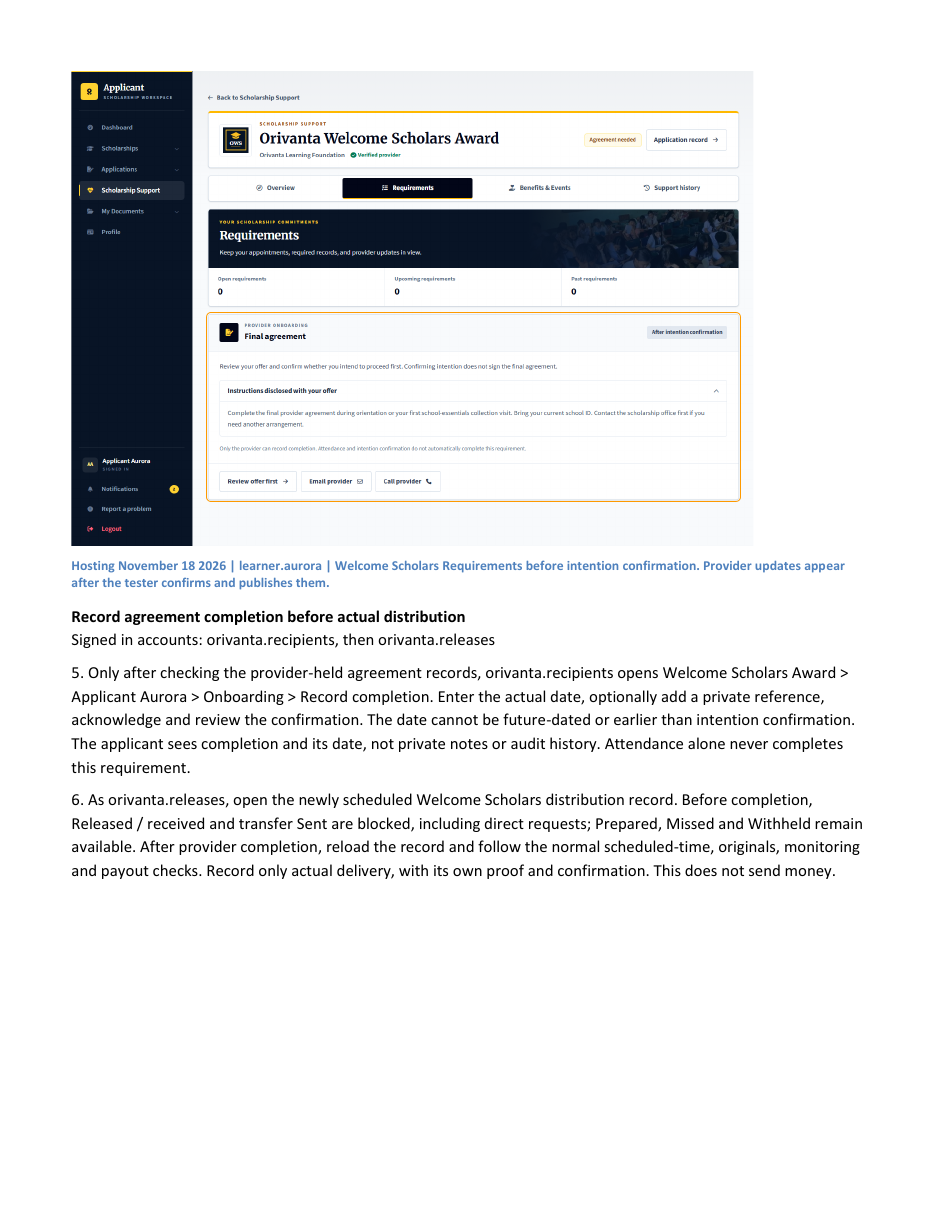 Applicant
SCHOLARSHIP WORKSPACE
Dashboard
Scholarships
Applications
Scholarship Support
My Documents
Profile
Applicant Aurora
SIGNED IN
Notifications
Report a problem
Logout
← Back to Scholarship Support
OWS
SCHOLARSHIP SUPPORT
Orivanta Welcome Scholars Award
Orivanta Learning Foundation Verified provider
Agreement needed
Application record →
Overview
Requirements
Benefits & Events
Support history
YOUR SCHOLARSHIP COMMITMENTS
Requirements
Keep your appointments, required records, and provider updates in view.
Open requirements
0
Upcoming requirements
0
Past requirements
0
PROVIDER ONBOARDING
Final agreement
After intention confirmation
Review your offer and confirm whether you intend to proceed first. Confirming intention does not sign the final agreement.
Instructions disclosed with your offer
Complete the final provider agreement during orientation or your first school-essentials collection visit. Bring your current school ID. Contact the scholarship office first if you
need another arrangement.
Only the provider can record completion. Attendance and intention confirmation do not automatically complete this requirement.
Review offer first →
Email provider
Call provider
Hosting November 18 2026 | learner.aurora | Welcome Scholars Requirements before intention confirmation. Provider updates appear
after the tester confirms and publishes them.
Record agreement completion before actual distribution
Signed in accounts: orivanta.recipients, then orivanta.releases
5. Only after checking the provider-held agreement records, orivanta.recipients opens Welcome Scholars Award >
Applicant Aurora > Onboarding > Record completion. Enter the actual date, optionally add a private reference,
acknowledge and review the confirmation. The date cannot be future-dated or earlier than intention confirmation.
The applicant sees completion and its date, not private notes or audit history. Attendance alone never completes
this requirement.
6. As orivanta.releases, open the newly scheduled Welcome Scholars distribution record. Before completion,
Released / received and transfer Sent are blocked, including direct requests; Prepared, Missed and Withheld remain
available. After provider completion, reload the record and follow the normal scheduled-time, originals, monitoring
and payout checks. Record only actual delivery, with its own proof and confirmation. This does not send money.